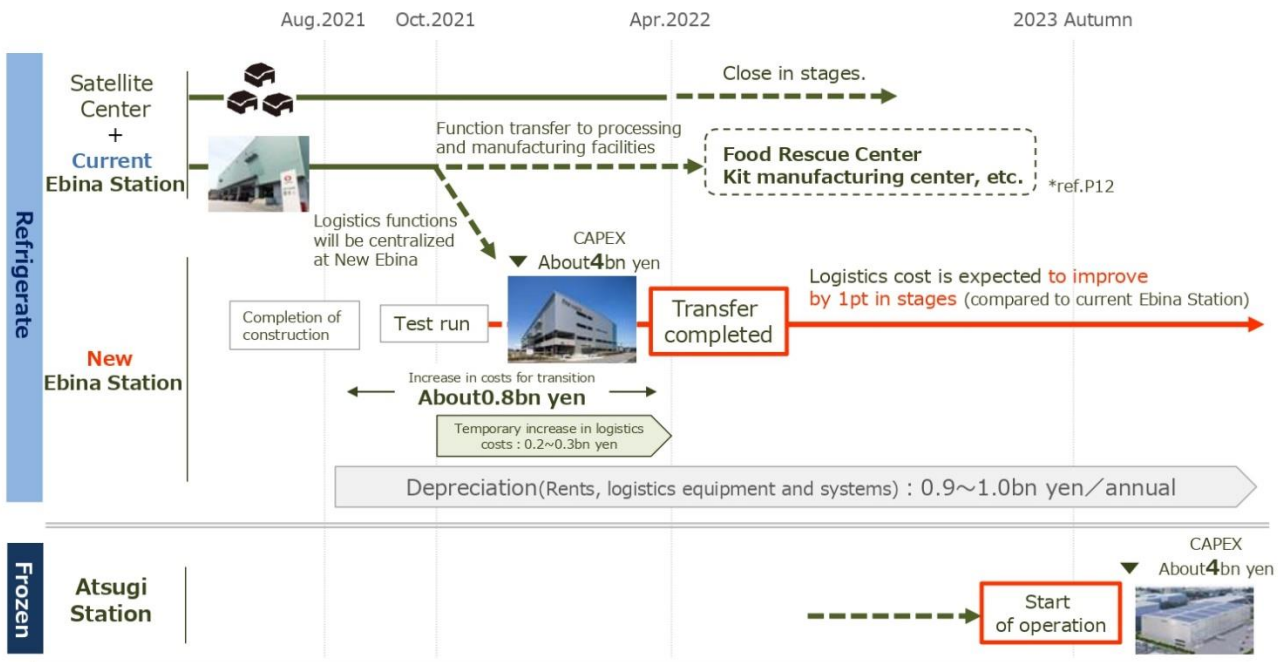 Aug.2021
Oct.2021
Apr.2022
2023 Autumn
Refrigerate
Satellite
Center
+
Current
Ebina Station
Close in stages.
Function transfer to processing
and manufacturing facilities
Food Rescue Center
Kit manufacturing center, etc.
*ref.P12
Logistics functions
will be centralized
at New Ebina
CAPEX
▼ About4bn yen
New
Ebina Station
Completion of
construction
Test run
Transfer
completed
Logistics cost is expected to improve
by 1pt in stages (compared to current Ebina Station)
Increase in costs for transition
About0.8bn yen
Temporary increase in logistics
costs : 0.2~0.3bn yen
Depreciation(Rents, logistics equipment and systems) : 0.9～1.0bn yen／annual
Frozen
Atsugi
Station
Start
of operation
CAPEX
▼ About4bn yen